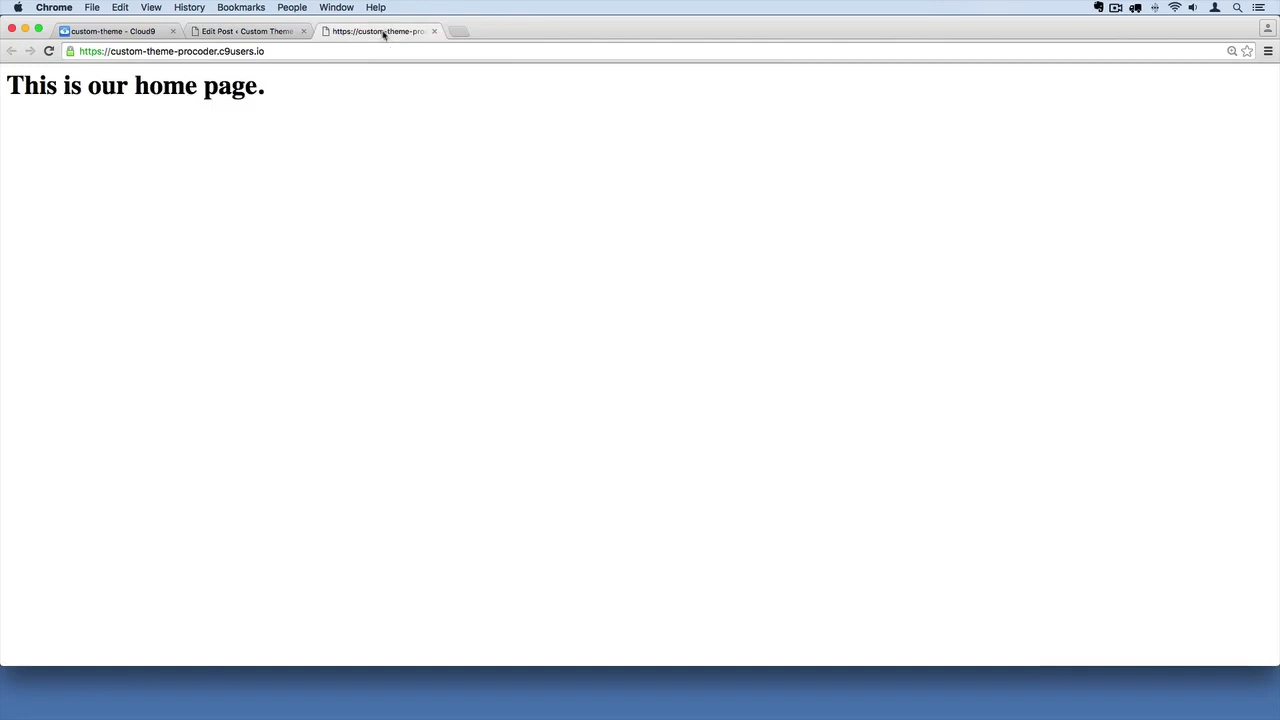 Chrome File Edit View History Bookmarks People Window Help
custom-theme - Cloud9 Edit Post ‹ Custom Theme https://custom-theme-pro
https://custom-theme-procoder.c9users.io
This is our home page.